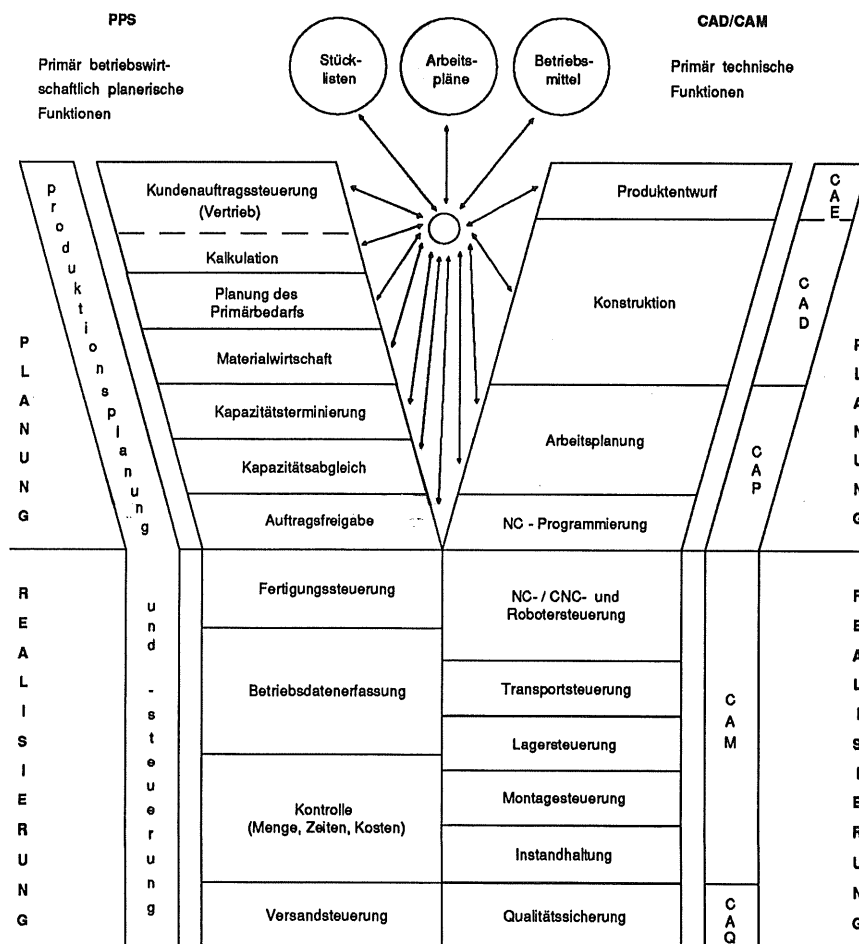 PPS
Primär betriebswirt-
schaftlich planerische
Funktionen
Stück-
listen
Arbeits-
pläne
Betriebs-
mittel
CAD/CAM
Primär technische
Funktionen
PLANUNG
REALISIERUNG
produktionsplanung
und -steuerung
Kundenauftragssteuerung
(Vertrieb)
Kalkulation
Planung des
Primärbedarfs
Materialwirtschaft
Kapazitätsterminierung
Kapazitätsabgleich
Auftragsfreigabe
Fertigungssteuerung
Betriebsdatenerfassung
Kontrolle
(Menge, Zeiten, Kosten)
Versandsteuerung
Produktentwurf
Konstruktion
Arbeitsplanung
NC - Programmierung
NC- / CNC- und
Robotersteuerung
Transportsteuerung
Lagersteuerung
Montagesteuerung
Instandhaltung
Qualitätssicherung
CAE
CAD
CAP
CAM
CAQ
PLANUNG
REALISIERUNG